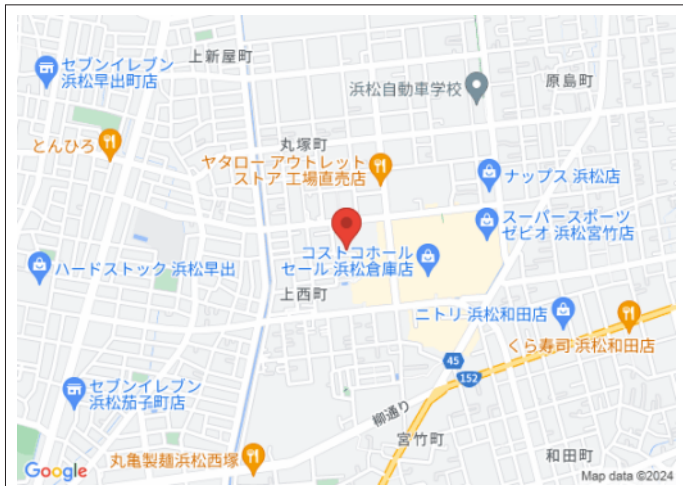 セブンイレブン
浜松早出町店
上新屋町
浜松自動車学校
原島町
とんひろ
丸塚町
ヤタロー アウトレット
ストア 工場直売店
ナップス 浜松店
スーパースポーツ
ゼビオ 浜松宮竹店
コストコホール
セール 浜松倉庫店
ハードストック 浜松早出
上西町
ニトリ 浜松和田店
くら寿司 浜松和田店
45
152
セブンイレブン
浜松茄子町店
柳通り
宮竹町
丸亀製麺浜松西塚
和田町
Google
Map data ©2024